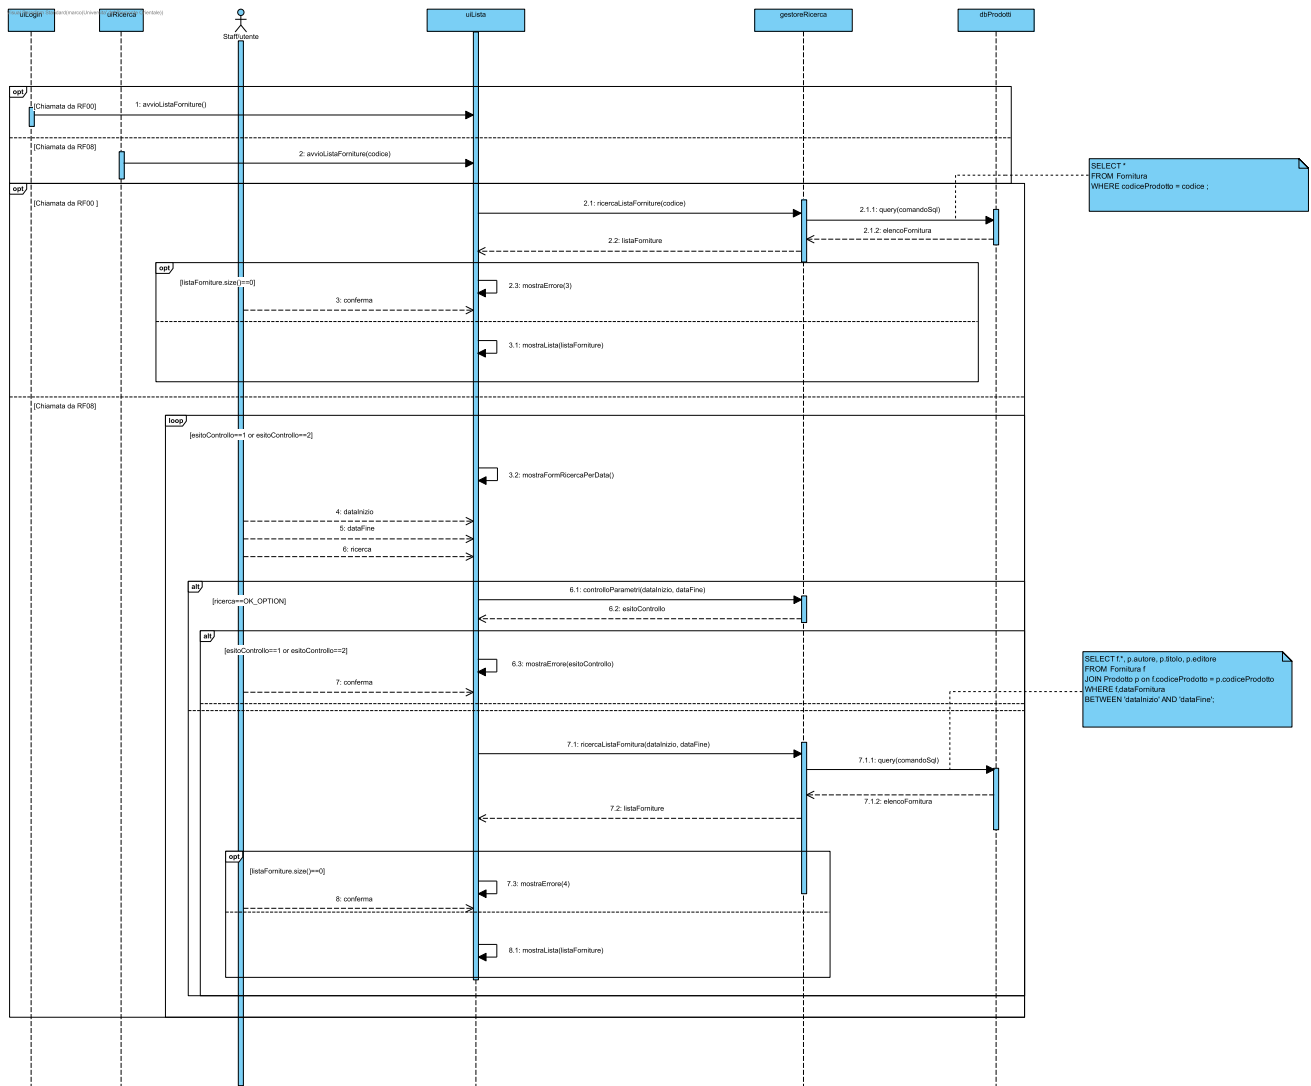 uiLogin
uiRicerca
Staff/utente
uiLista
gestoreRicerca
dbProdotti
opt
[Chiamata da RF00]
1: avvioListaForniture()
[Chiamata da RF08]
2: avvioListaForniture(codice)
SELECT *
FROM Fornitura
WHERE codiceProdotto = codice ;
opt
[Chiamata da RF00 ]
2.1: ricercaListaForniture(codice)
2.1.1: query(comandoSql)
2.1.2: elencoFornitura
2.2: listaForniture
opt
[listaForniture.size()==0]
2.3: mostraErrore(3)
3: conferma
3.1: mostraLista(listaForniture)
[Chiamata da RF08]
loop
[esitoControllo==1 or esitoControllo==2]
3.2: mostraFormRicercaPerData()
4: dataInizio
5: dataFine
6: ricerca
alt
[ricerca==OK_OPTION]
6.1: controlloParametri(dataInizio, dataFine)
6.2: esitoControllo
alt
[esitoControllo==1 or esitoControllo==2]
6.3: mostraErrore(esitoControllo)
7: conferma
SELECT f.*, p.autore, p.titolo, p.editore
FROM Fornitura f
JOIN Prodotto p on f.codiceProdotto = p.codiceProdotto
WHERE f,dataFornitura
BETWEEN 'dataInizio' AND 'dataFine';
7.1: ricercaListaFornitura(dataInizio, dataFine)
7.1.1: query(comandoSql)
7.1.2: elencoFornitura
7.2: listaForniture
opt
[listaForniture.size()==0]
7.3: mostraErrore(4)
8: conferma
8.1: mostraLista(listaForniture)